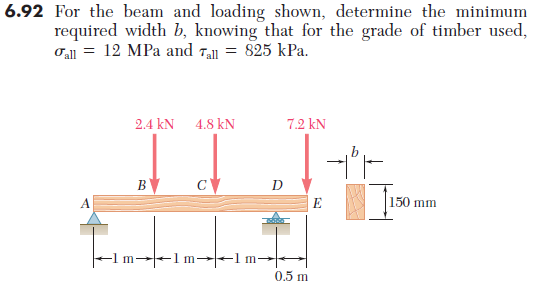 6.92 For the beam and loading shown, determine the minimum
required width b, knowing that for the grade of timber used,
σall = 12 MPa and τall = 825 kPa.
2.4 kN 4.8 kN 7.2 kN
b
B C D
A E 150 mm
1 m 1 m 1 m
0.5 m